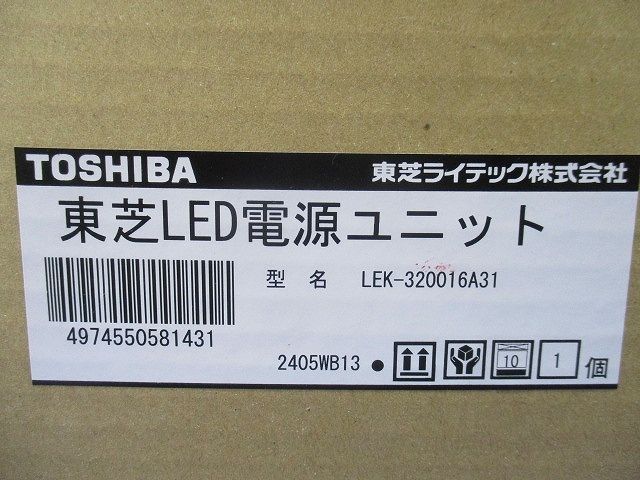 TOSHIBA 東芝ライテック株式会社
東芝LED電源ユニット
型名 LEK-320016A31
4974550581431
2405WB13 ● 10 1 個